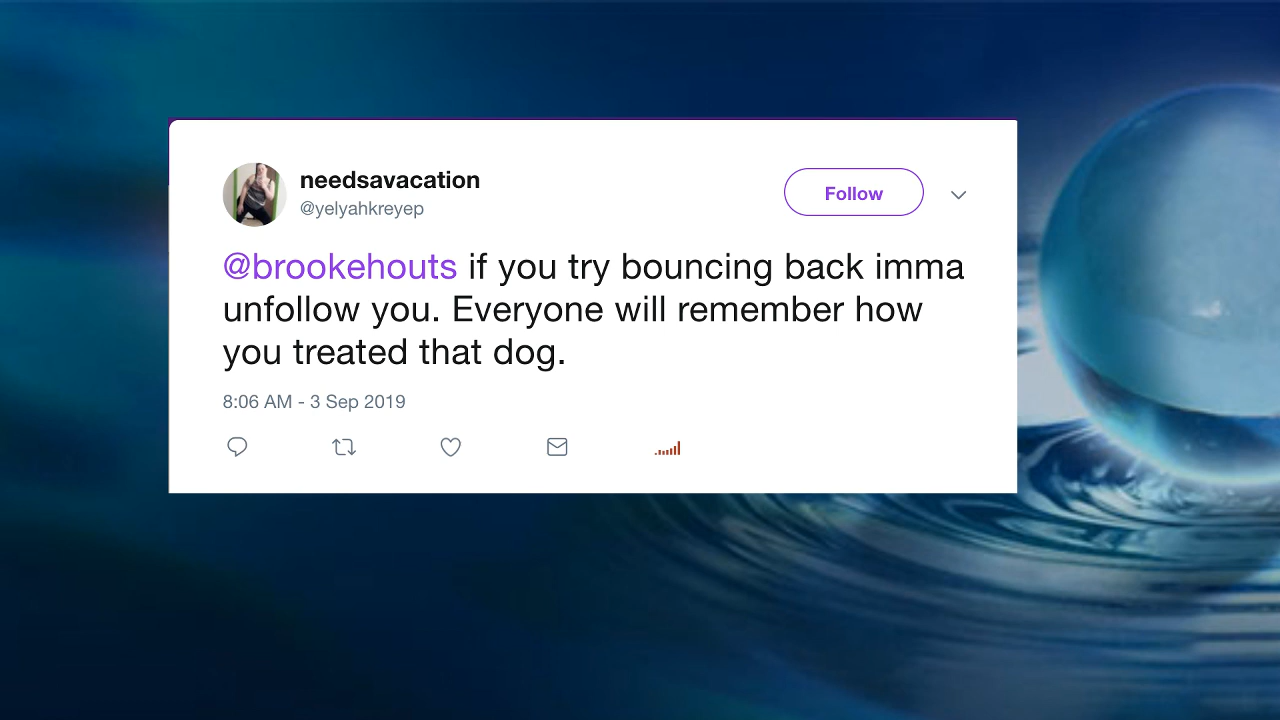 needsavacation
@yelyahkreyep
Follow
@brookehouts if you try bouncing back imma
unfollow you. Everyone will remember how
you treated that dog.
8:06 AM - 3 Sep 2019